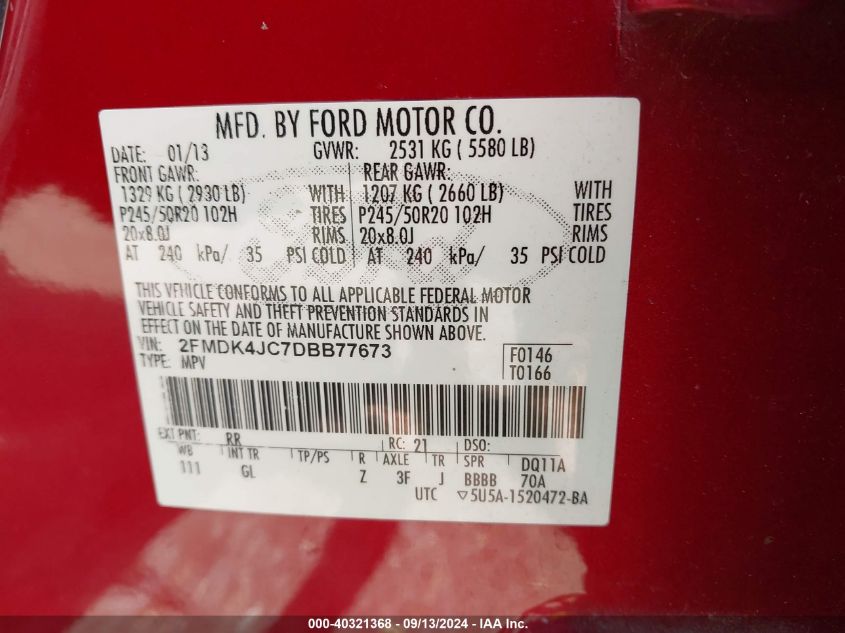 MFD. BY FORD MOTOR CO.
DATE: 01/13 GVWR: 2531 KG ( 5580 LB)
FRONT GAWR: REAR GAWR:
1329 KG ( 2930 LB) WITH 1207 KG ( 2660 LB) WITH
P245/50R20 102H TIRES P245/50R20 102H TIRES
20x8.0J RIMS 20x8.0J RIMS
AT 240 kPa/ 35 PSI COLD AT 240 kPa/ 35 PSI COLD
THIS VEHICLE CONFORMS TO ALL APPLICABLE FEDERAL MOTOR
VEHICLE SAFETY AND THEFT PREVENTION STANDARDS IN
EFFECT ON THE DATE OF MANUFACTURE SHOWN ABOVE.
VIN: 2FMDK4JC7DBB77673 F0146
TYPE: MPV T0166
EXT PNT: RR RC: 21 DSO:
WB INT TR TP/PS R AXLE TR SPR DQ11A
111 GL Z 3F J BBBB 70A
UTC ▽5U5A-1520472-BA
000-40321368 - 09/13/2024 - us.iaai.com